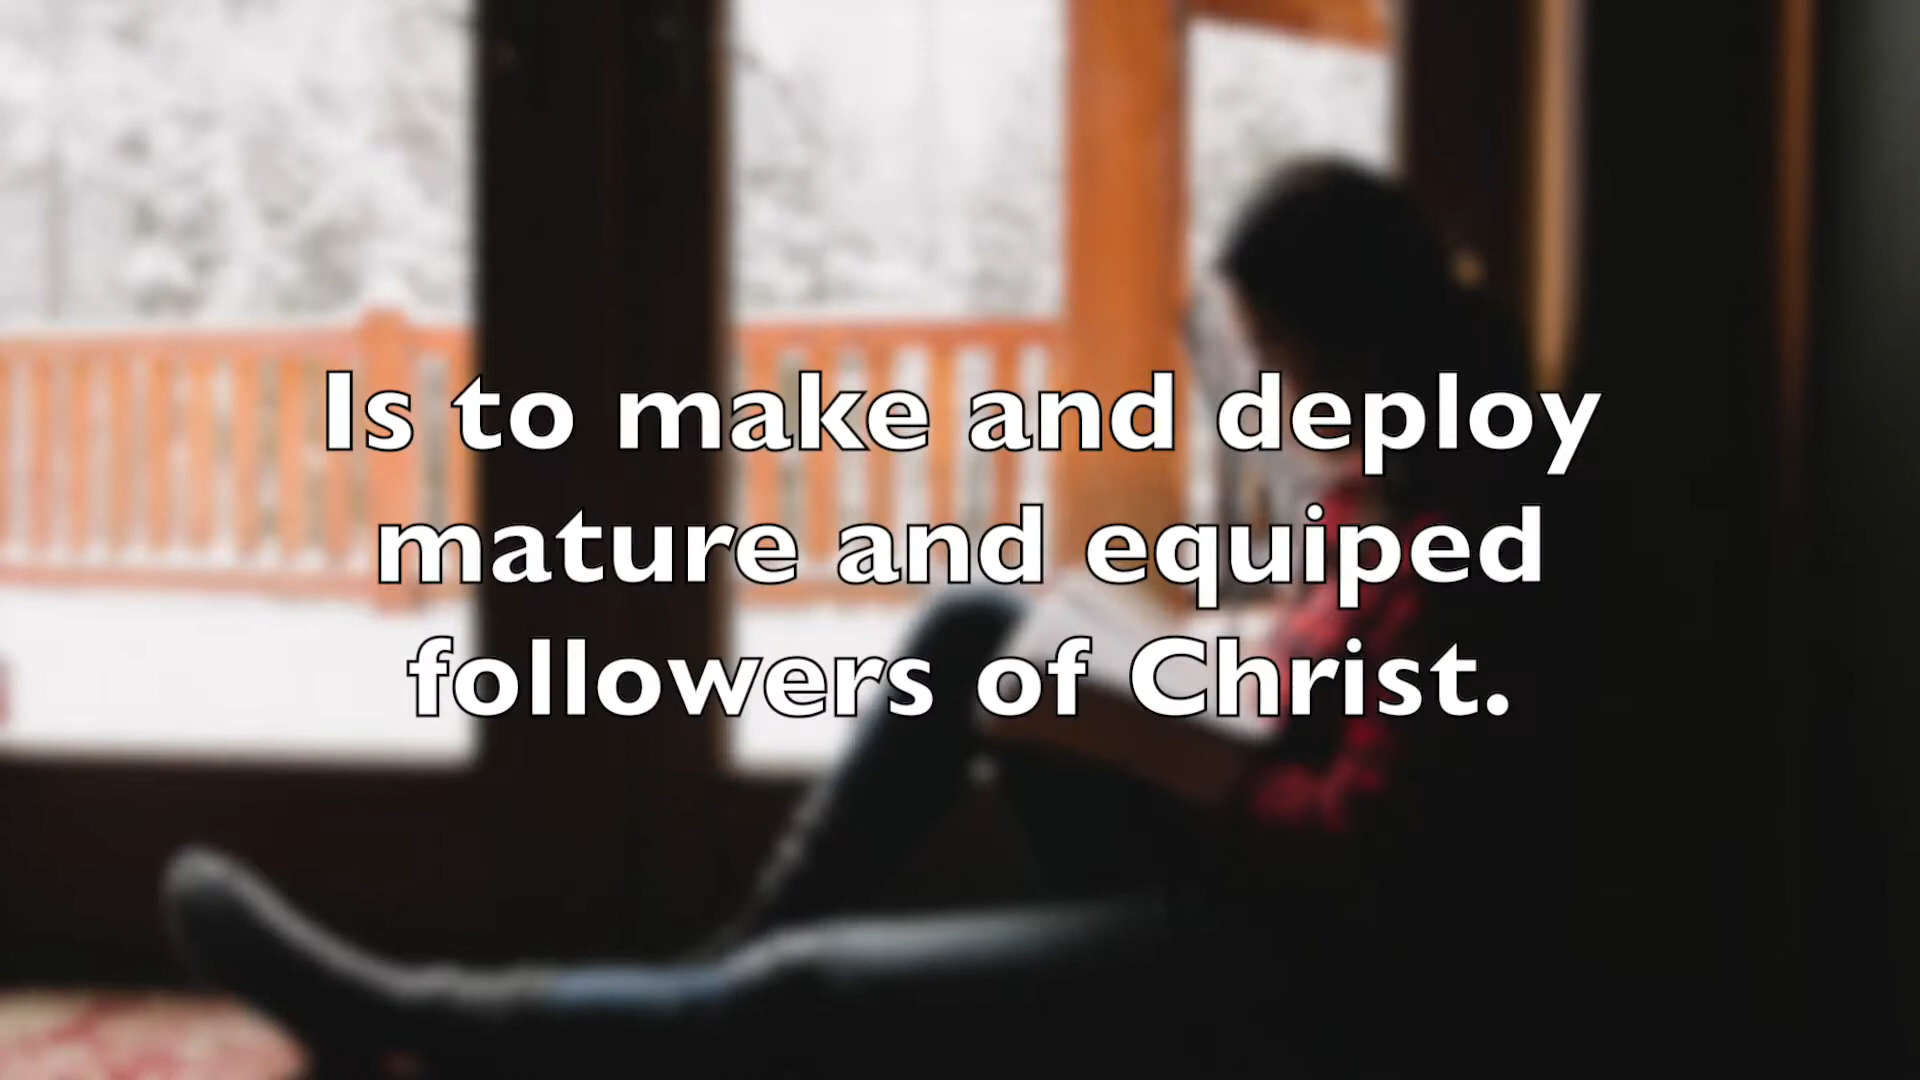 Is to make and deploy
mature and equiped
followers of Christ.